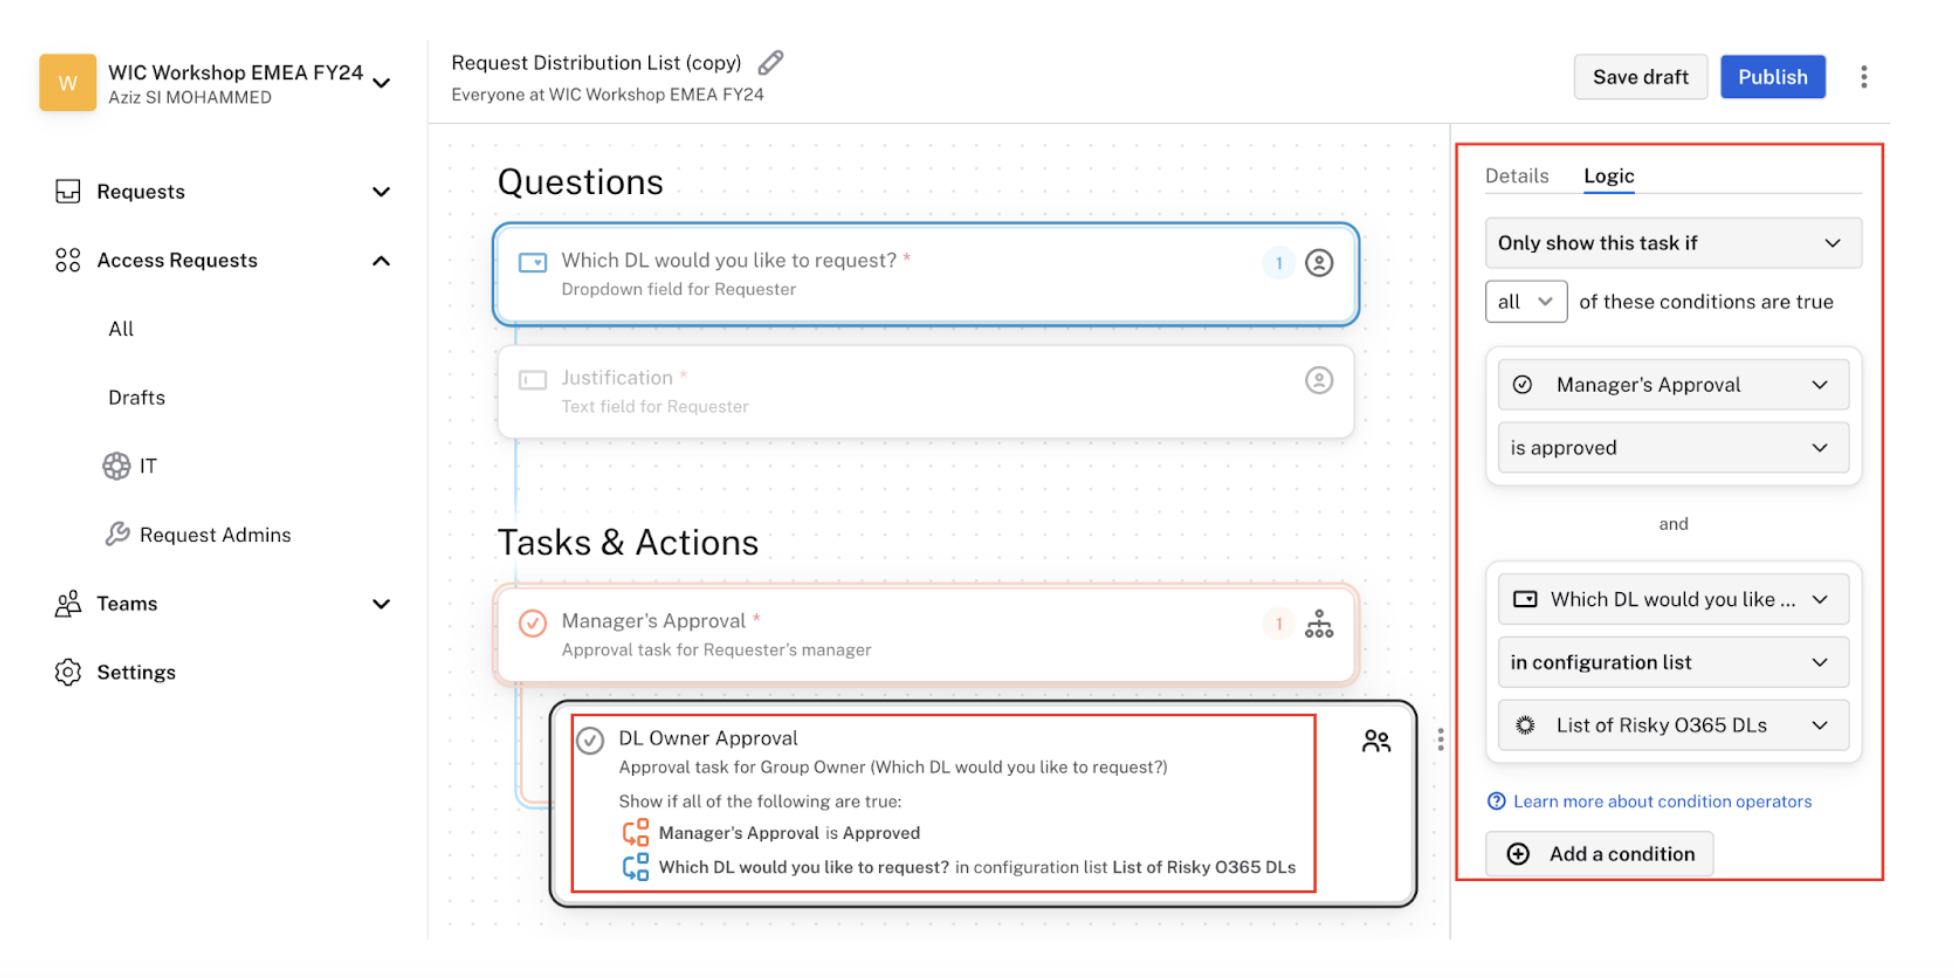 W
WIC Workshop EMEA FY24
Aziz SI MOHAMMED
Requests
Access Requests
All
Drafts
IT
Request Admins
Teams
Settings
Request Distribution List (copy)
Everyone at WIC Workshop EMEA FY24
Save draft
Publish
Questions
Which DL would you like to request? *
Dropdown field for Requester
1
Justification *
Text field for Requester
Tasks & Actions
Manager's Approval *
Approval task for Requester's manager
1
DL Owner Approval
Approval task for Group Owner (Which DL would you like to request?)
Show if all of the following are true:
Manager's Approval is Approved
Which DL would you like to request? in configuration list List of Risky O365 DLs
Details Logic
Only show this task if
all of these conditions are true
Manager's Approval
is approved
and
Which DL would you like ...
in configuration list
List of Risky O365 DLs
Learn more about condition operators
Add a condition